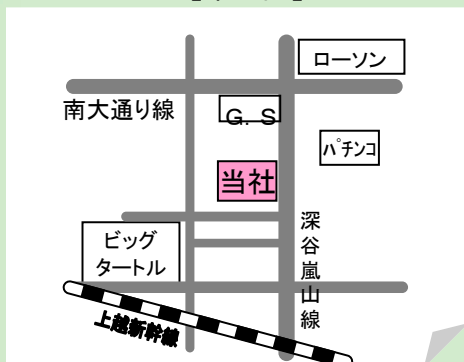 ローソン
南大通り線
G. S
パチンコ
当社
深谷嵐山線
ビッグ
タートル
上越新幹線